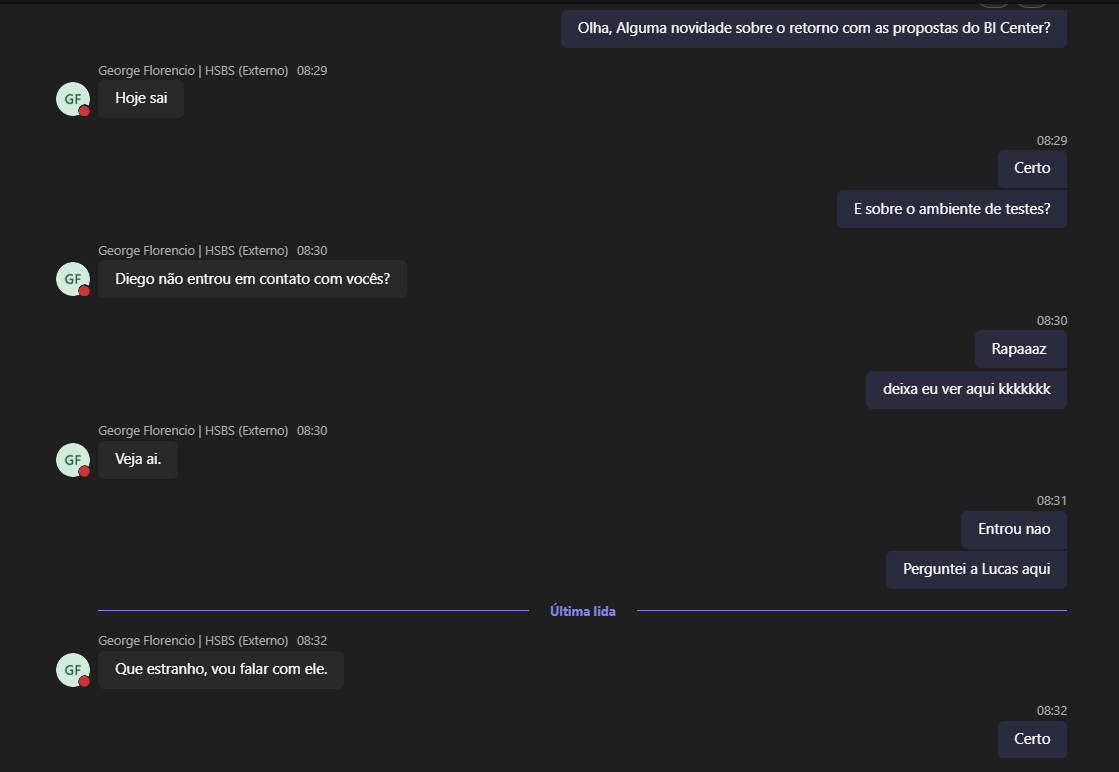 Olha, Alguma novidade sobre o retorno com as propostas do BI Center?
George Florencio | HSBS (Externo) 08:29
GF
Hoje sai
08:29
Certo
E sobre o ambiente de testes?
George Florencio | HSBS (Externo) 08:30
GF
Diego não entrou em contato com vocês?
08:30
Rapaaaz
deixa eu ver aqui kkkkkkk
George Florencio | HSBS (Externo) 08:30
GF
Veja ai.
08:31
Entrou nao
Perguntei a Lucas aqui
Última lida
George Florencio | HSBS (Externo) 08:32
GF
Que estranho, vou falar com ele.
08:32
Certo